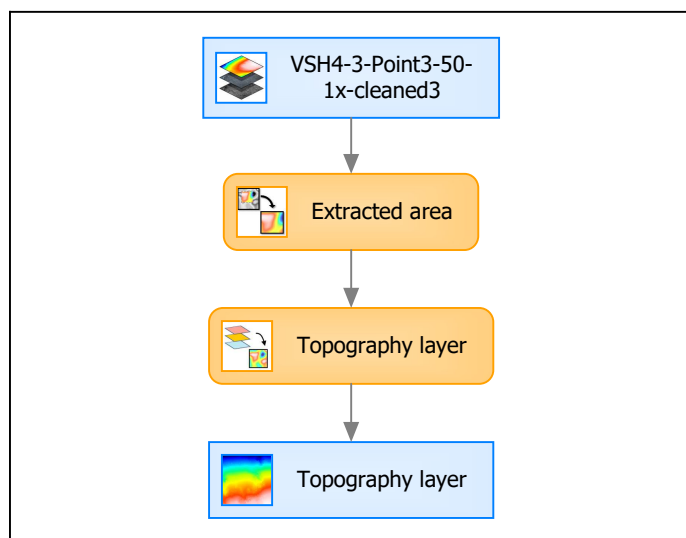 VSH4-3-Point3-50-
1x-cleaned3
Extracted area
Topography layer
Topography layer